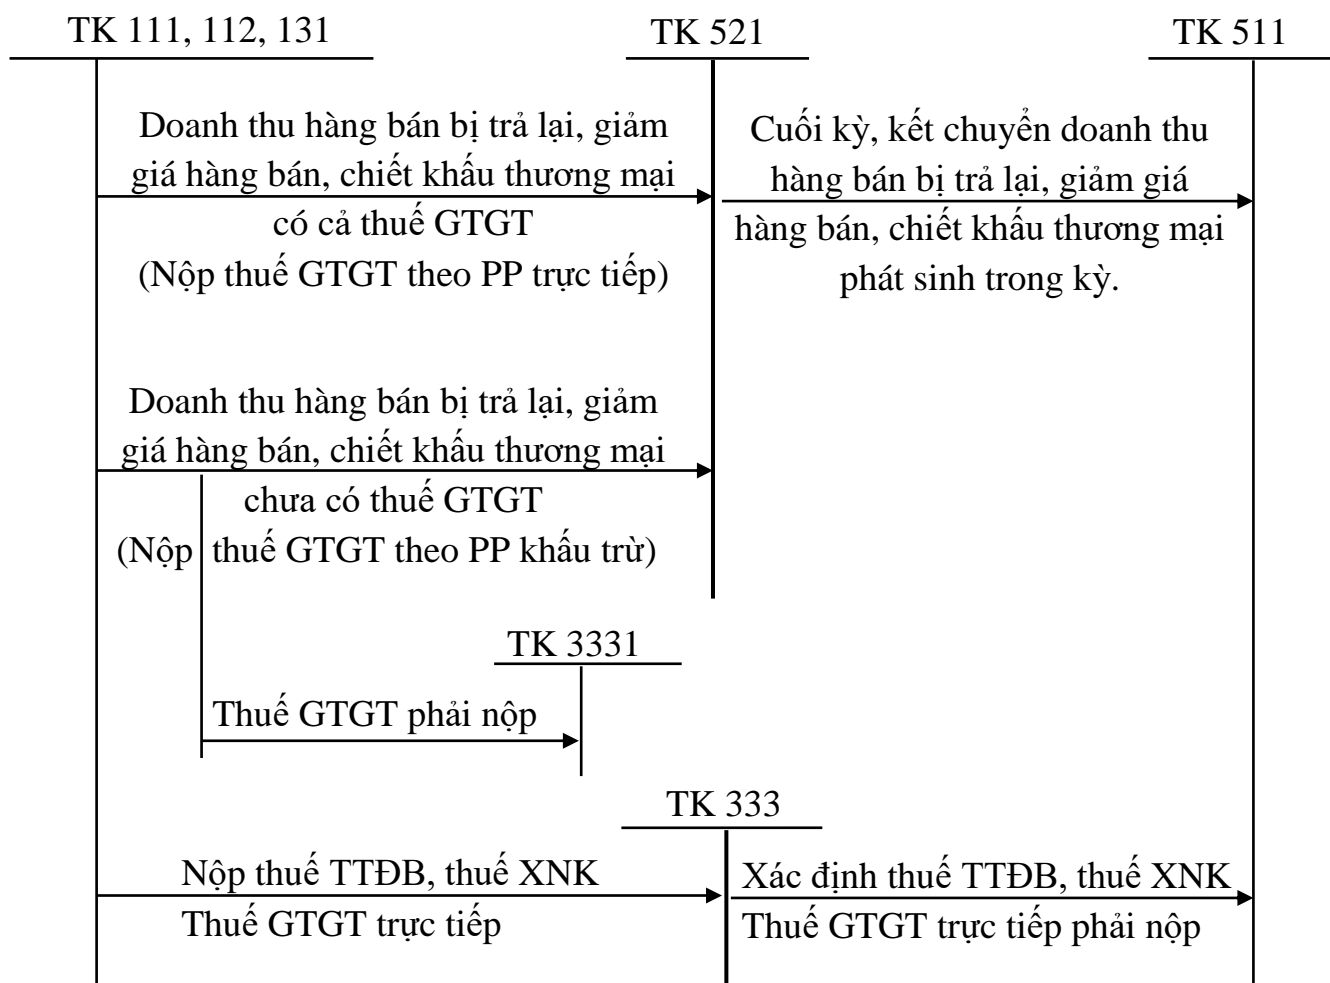 TK 111, 112, 131
TK 521
TK 511
Doanh thu hàng bán bị trả lại, giảm
giá hàng bán, chiết khấu thương mại
có cả thuế GTGT
(Nộp thuế GTGT theo PP trực tiếp)
Cuối kỳ, kết chuyển doanh thu
hàng bán bị trả lại, giảm giá
hàng bán, chiết khấu thương mại
phát sinh trong kỳ.
Doanh thu hàng bán bị trả lại, giảm
giá hàng bán, chiết khấu thương mại
chưa có thuế GTGT
(Nộp thuế GTGT theo PP khấu trừ)
TK 3331
Thuế GTGT phải nộp
TK 333
Nộp thuế TTĐB, thuế XNK
Thuế GTGT trực tiếp
Xác định thuế TTĐB, thuế XNK
Thuế GTGT trực tiếp phải nộp